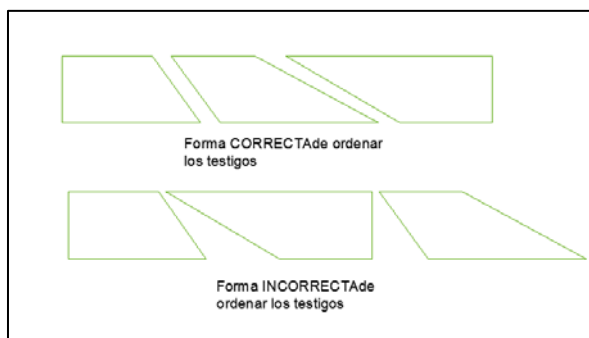 Forma CORRECTAde ordenar
los testigos
Forma INCORRECTAde
ordenar los testigos